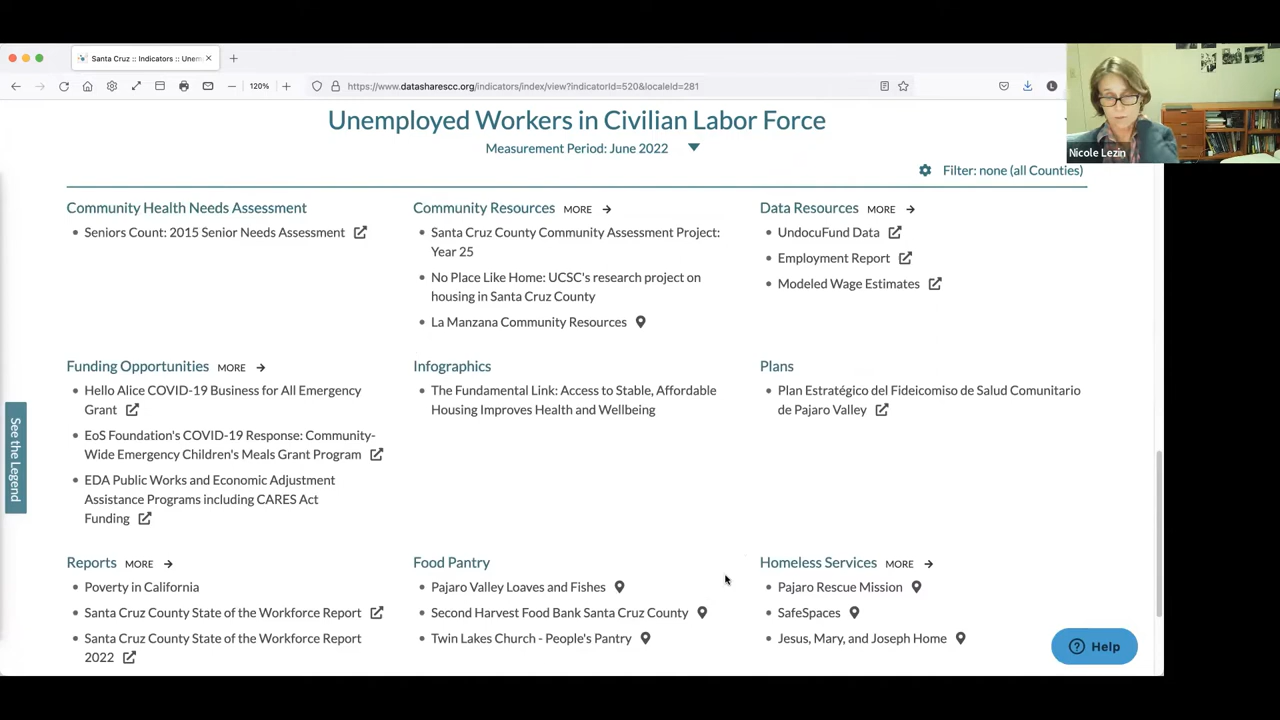 Santa Cruz :: Indicators :: Unem
120%
https://www.datasharescc.org/indicators/index/view?indicatorId=520&localeId=281
L
Nicole Lezin
Unemployed Workers in Civilian Labor Force
Measurement Period: June 2022
Filter: none (all Counties)
Community Health Needs Assessment
Seniors Count: 2015 Senior Needs Assessment
Community Resources MORE
Santa Cruz County Community Assessment Project:
Year 25
No Place Like Home: UCSC's research project on
housing in Santa Cruz County
La Manzana Community Resources
Data Resources MORE
UndocuFund Data
Employment Report
Modeled Wage Estimates
Funding Opportunities MORE
Hello Alice COVID-19 Business for All Emergency
Grant
EoS Foundation's COVID-19 Response: Community-
Wide Emergency Children's Meals Grant Program
EDA Public Works and Economic Adjustment
Assistance Programs including CARES Act
Funding
Infographics
The Fundamental Link: Access to Stable, Affordable
Housing Improves Health and Wellbeing
Plans
Plan Estratégico del Fideicomiso de Salud Comunitario
de Pajaro Valley
See the Legend
Reports MORE
Poverty in California
Santa Cruz County State of the Workforce Report
Santa Cruz County State of the Workforce Report
2022
Food Pantry
Pajaro Valley Loaves and Fishes
Second Harvest Food Bank Santa Cruz County
Twin Lakes Church - People's Pantry
Homeless Services MORE
Pajaro Rescue Mission
SafeSpaces
Jesus, Mary, and Joseph Home
Help